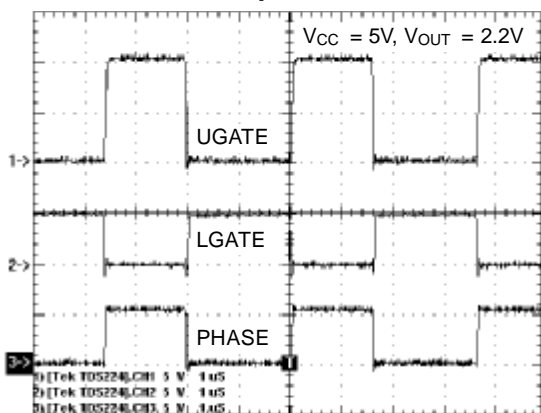 VCC = 5V, VOUT = 2.2V
UGATE
1->
LGATE
2->
PHASE
3->
T
1) [Tek TDS224].CH1 5 V 1 uS
2) [Tek TDS224].CH2 5 V 1 uS
3) [Tek TDS224].CH3 5 V 1 uS